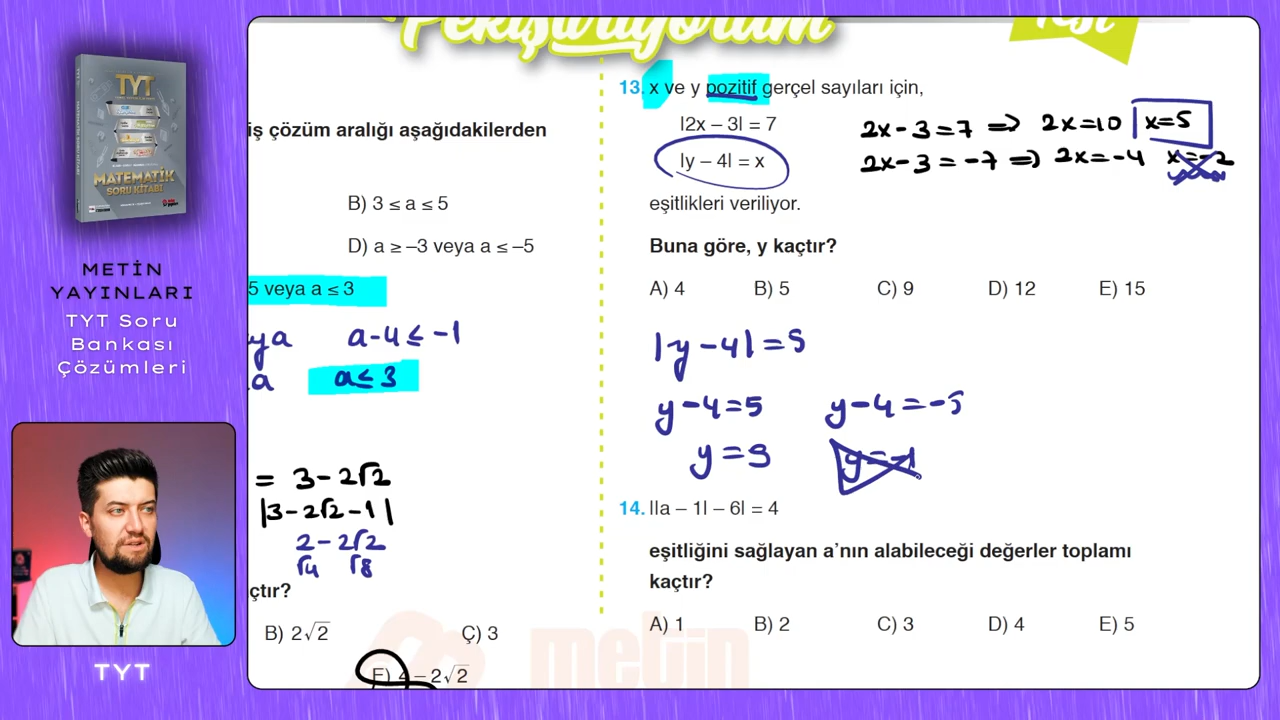 Pekiştiriyorum
Test
TYT
MATEMATİK
SORU KİTABI
METİN
YAYINLARI
TYT Soru
Bankası
Çözümleri
TYT
iş çözüm aralığı aşağıdakilerden
B) 3 ≤ a ≤ 5
D) a ≥ –3 veya a ≤ –5
5 veya a ≤ 3
ya a-4 ≤ -1
a a ≤ 3
= 3-2√2
|3-2√2-1|
2-2√2
√4 √8
çtır?
B) 2√2 Ç) 3
E) 4 – 2√2
13. x ve y pozitif gerçel sayıları için,
|2x – 3| = 7
|y – 4| = x
2x-3=7 ⇒ 2x=10 x=5
2x-3=-7 ⇒ 2x=-4 x=-2
eşitlikleri veriliyor.
Buna göre, y kaçtır?
A) 4 B) 5 C) 9 D) 12 E) 15
|y-4|=5
y-4=5 y-4=-5
y=9 y=-1
14. ||a – 1| – 6| = 4
eşitliğini sağlayan a’nın alabileceği değerler toplamı
kaçtır?
A) 1 B) 2 C) 3 D) 4 E) 5
metin